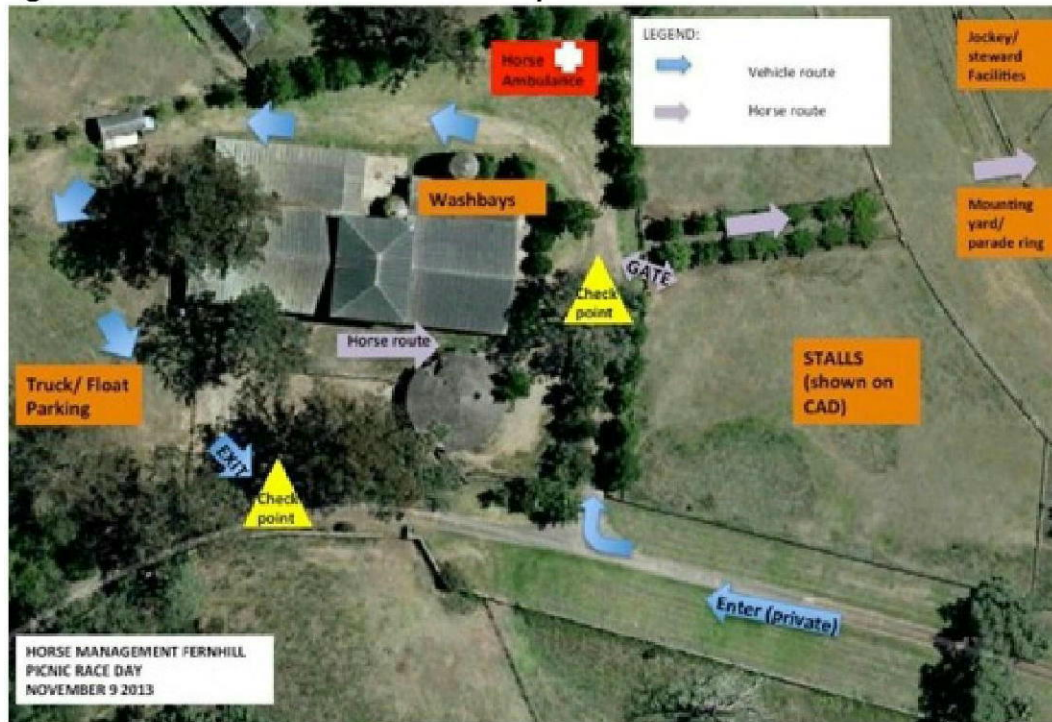 LEGEND:
Vehicle route
Horse route
Jockey/
steward
Facilities
Horse
Ambulance
Washbays
Mounting
yard/
parade ring
GATE
Check
point
Horse route
STALLS
(shown on
CAD)
Truck/ Float
Parking
EXIT
Check
point
Enter (private)
HORSE MANAGEMENT FERNHILL
PICNIC RACE DAY
NOVEMBER 9 2013